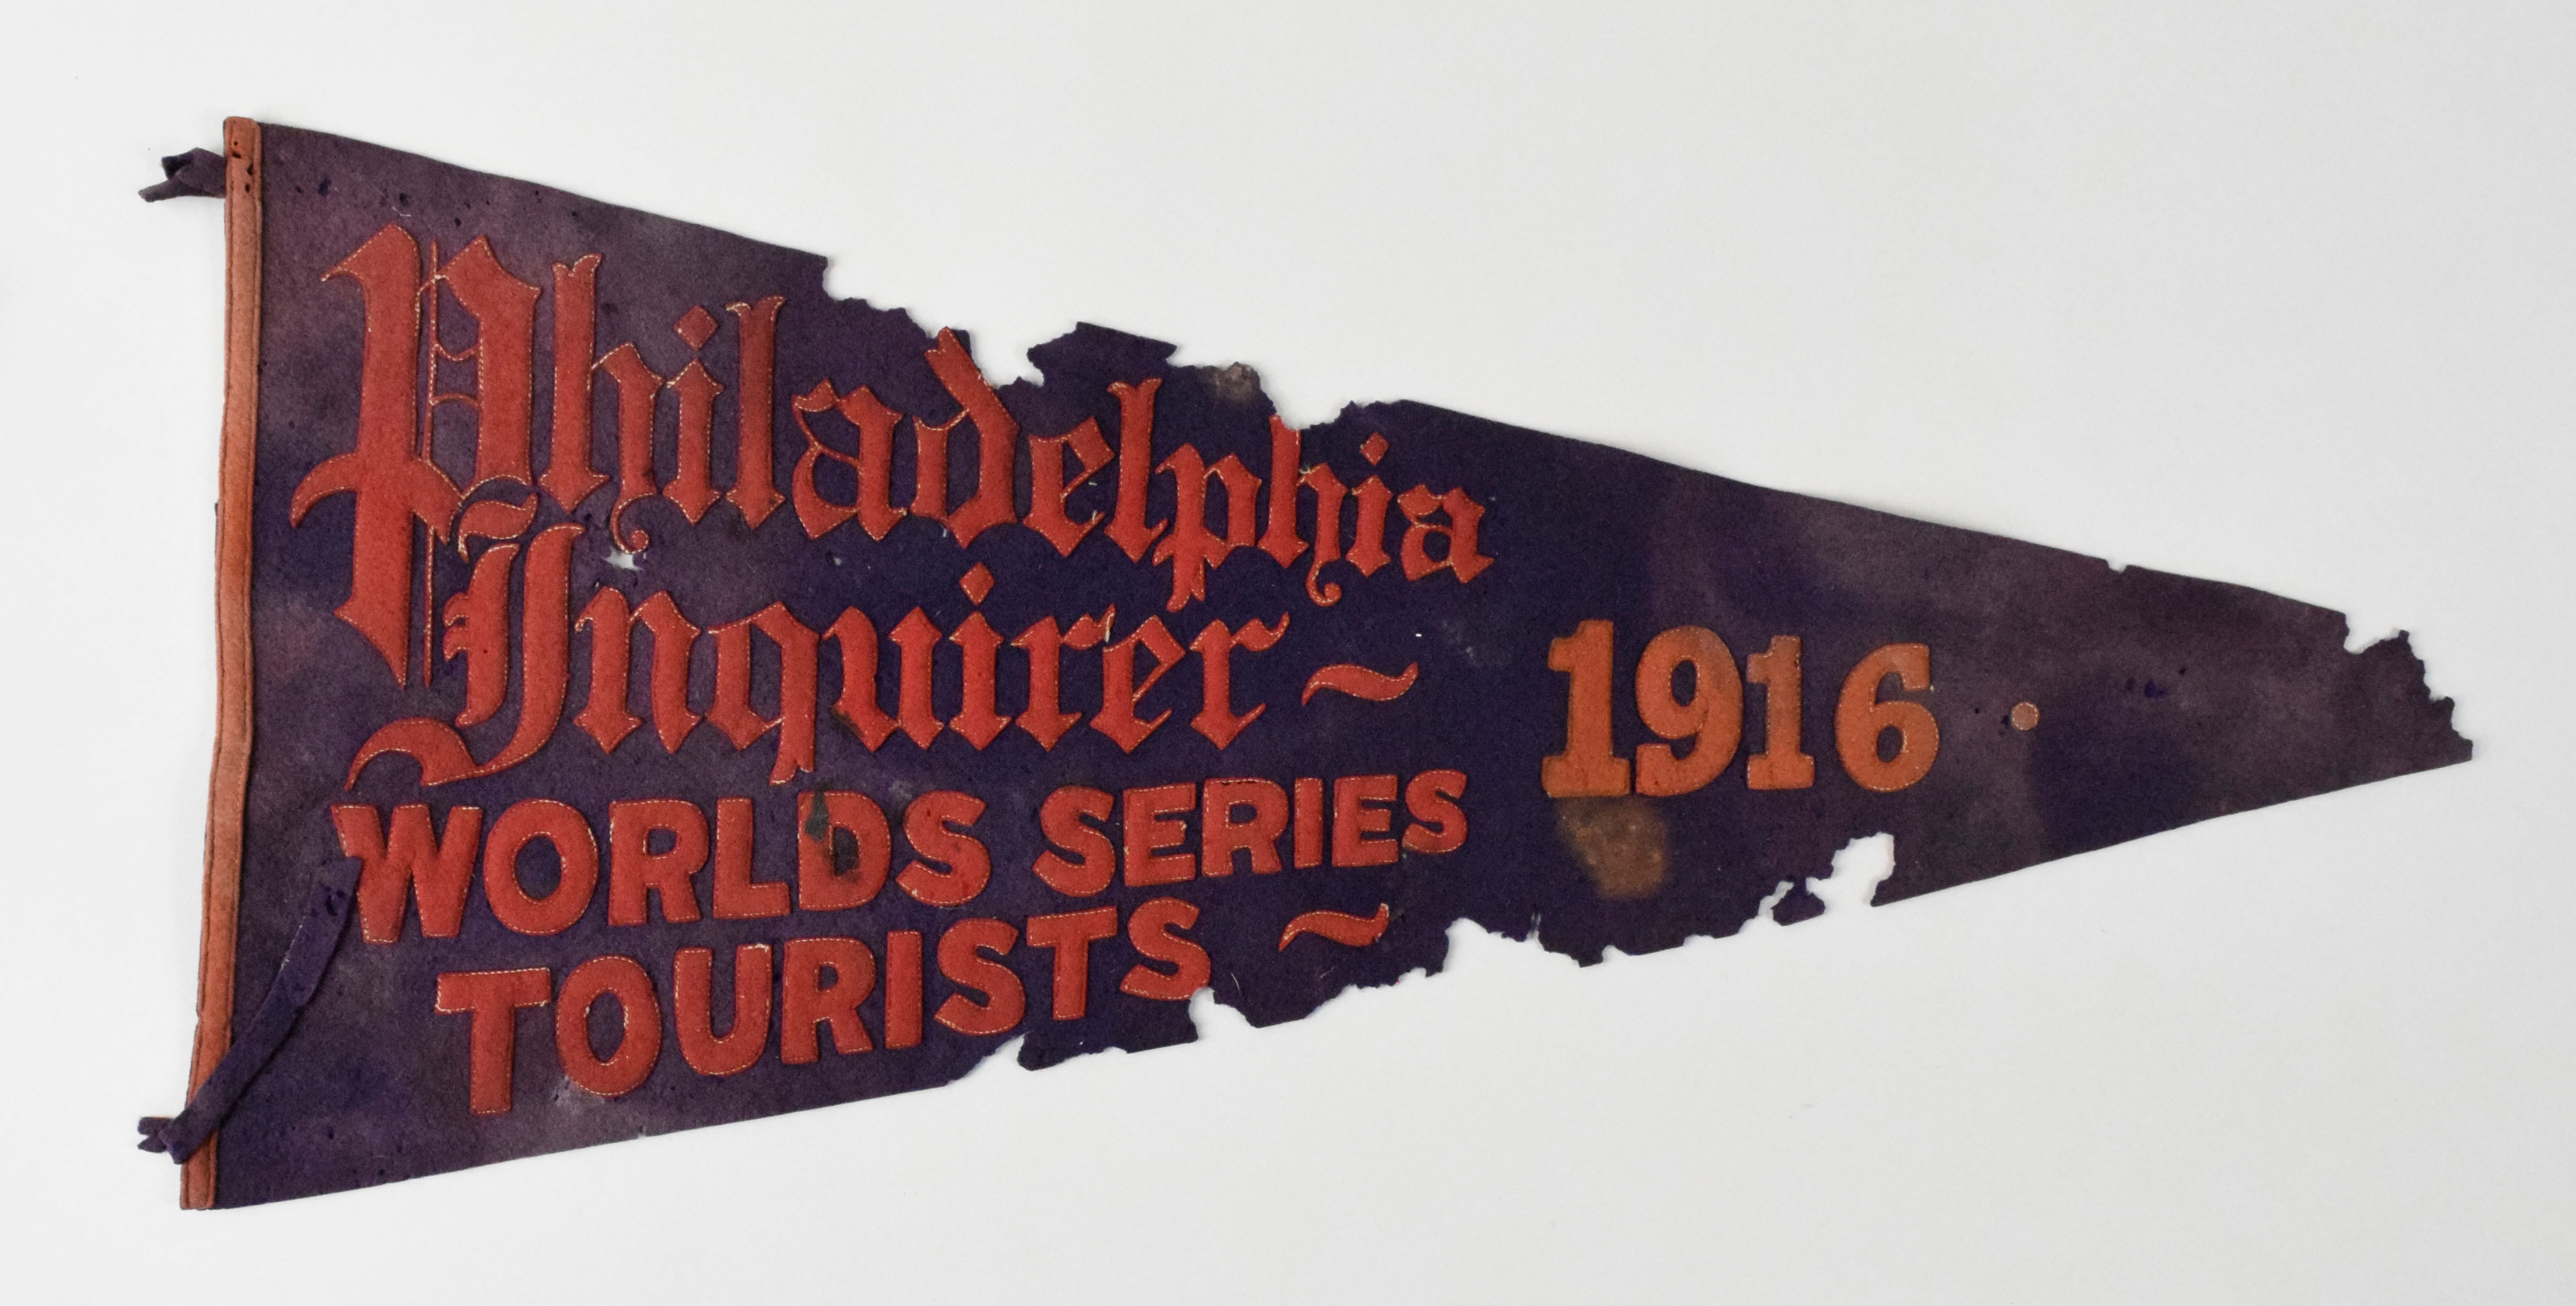 Philadelphia
Inquirer ~
1916
WORLDS SERIES
TOURISTS ~